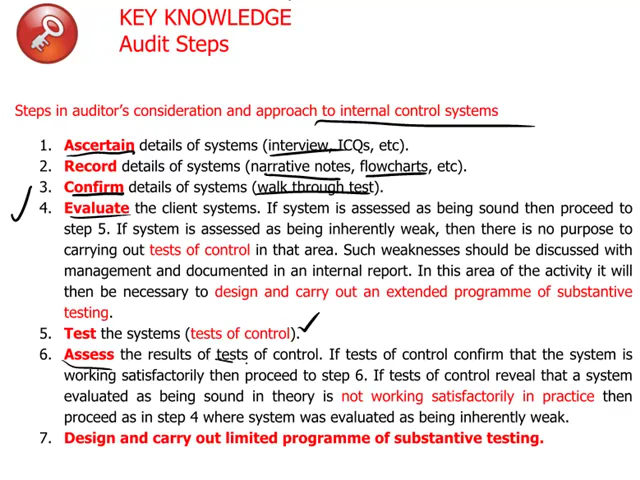 KEY KNOWLEDGE
Audit Steps
Steps in auditor's consideration and approach to internal control systems
1. Ascertain details of systems (interview, ICQs, etc).
2. Record details of systems (narrative notes, flowcharts, etc).
3. Confirm details of systems (walk through test).
4. Evaluate the client systems. If system is assessed as being sound then proceed to
step 5. If system is assessed as being inherently weak, then there is no purpose to
carrying out tests of control in that area. Such weaknesses should be discussed with
management and documented in an internal report. In this area of the activity it will
then be necessary to design and carry out an extended programme of substantive
testing.
5. Test the systems (tests of control).
6. Assess the results of tests of control. If tests of control confirm that the system is
working satisfactorily then proceed to step 6. If tests of control reveal that a system
evaluated as being sound in theory is not working satisfactorily in practice then
proceed as in step 4 where system was evaluated as being inherently weak.
7. Design and carry out limited programme of substantive testing.